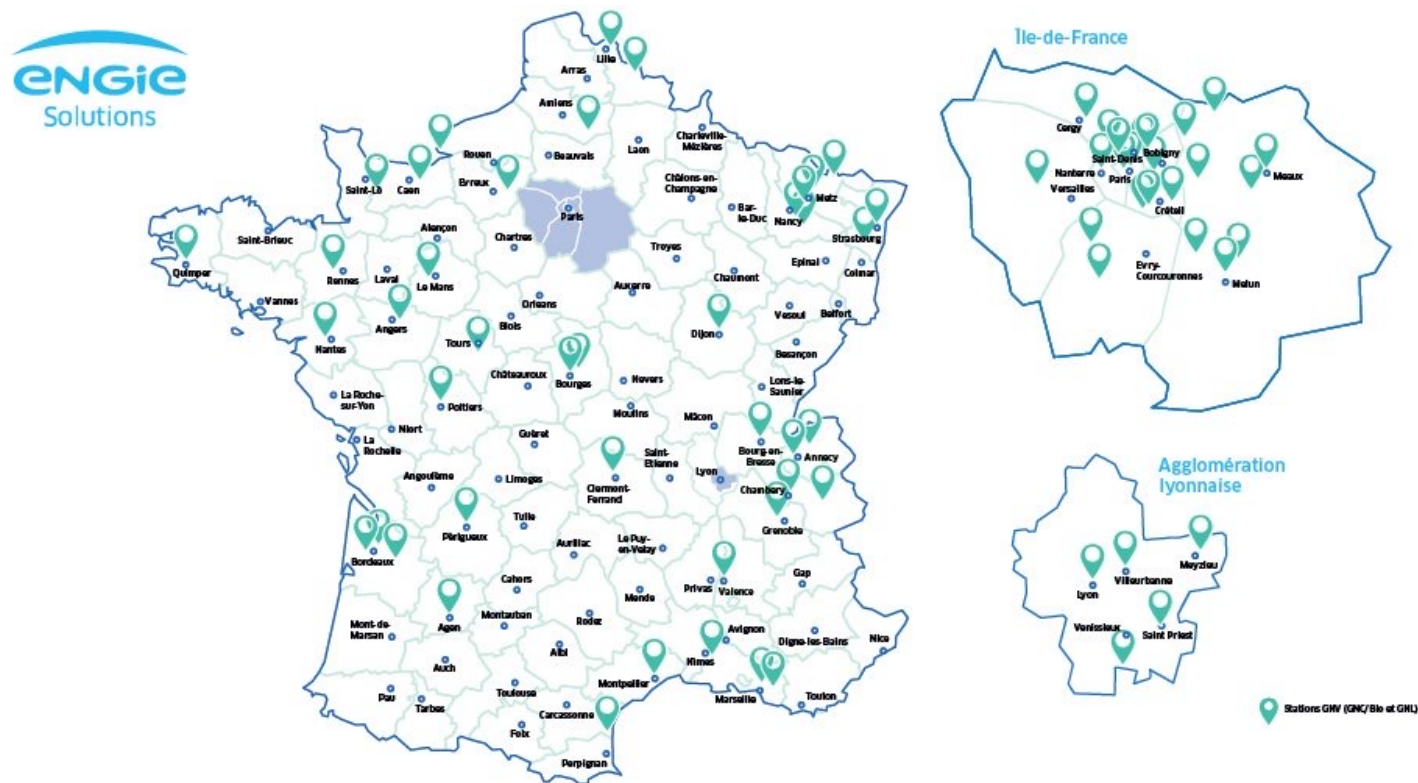 ENGIE
Solutions
Lille
Arras
Amiens
Charleville-
Mézières
Laon
Rouen
Beauvais
Saint-Lô
Caen
Evreux
Châlons-en-
Champagne
Metz
Bar-
le-Duc
Nancy
Paris
Strasbourg
Saint-Brieuc
Alençon
Chartres
Troyes
Epinal
Colmar
Quimper
Rennes
Laval
Le Mans
Chaumont
Orleans
Auxerre
Vannes
Angers
Blois
Vesoul
Belfort
Dijon
Nantes
Tours
Besançon
Châteauroux
Bourges
Nevers
Lons-le-
Saunier
La Roche-
sur-Yon
Poitiers
Moulins
Mâcon
Niort
La
Rochelle
Guéret
Bourg-en-
Bresse
Annecy
Saint-
Etienne
Lyon
Angoulême
Limoges
Clermont-
Ferrand
Chambery
Périgueux
Tulle
Grenoble
Bordeaux
Aurillac
Le Puy-
en-Velay
Cahors
Privas
Valence
Gap
Mende
Agen
Montauban
Rodez
Mont-de-
Marsan
Avignon
Digne-les-Bains
Nice
Albi
Nimes
Auch
Toulouse
Montpellier
Marseille
Toulon
Pau
Tarbes
Carcassonne
Foix
Perpignan
Île-de-France
Cergy
Saint-Denis
Bobigny
Nanterre
Paris
Meaux
Versailles
Créteil
Evry-
Courcouronnes
Melun
Agglomération
lyonnaise
Meyzieu
Villeurbanne
Lyon
Venissieux
Saint Priest
Stations GNV (GNC/Bio et GNL)